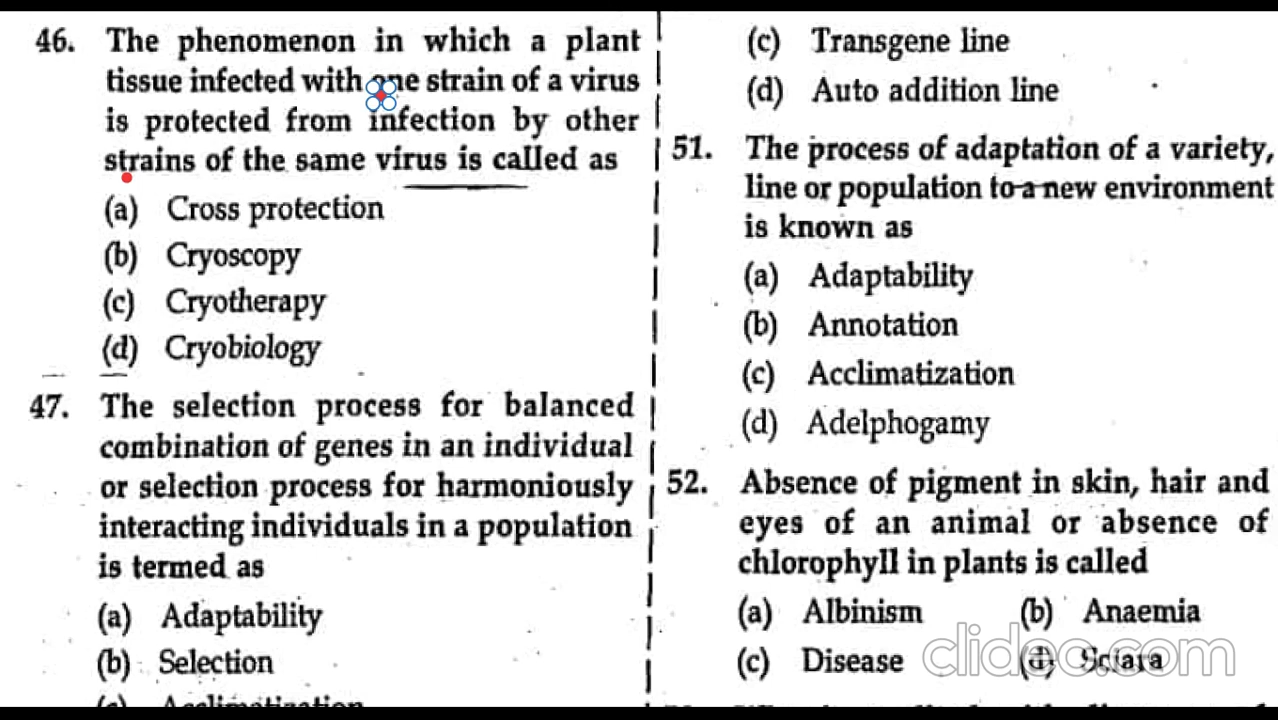 46. The phenomenon in which a plant
tissue infected with one strain of a virus
is protected from infection by other
strains of the same virus is called as
(a) Cross protection
(b) Cryoscopy
(c) Cryotherapy
(d) Cryobiology
47. The selection process for balanced
combination of genes in an individual
or selection process for harmoniously
interacting individuals in a population
is termed as
(a) Adaptability
(b) Selection
(c) Acclimatization
(c) Transgene line
(d) Auto addition line
51. The process of adaptation of a variety,
line or population to a new environment
is known as
(a) Adaptability
(b) Annotation
(c) Acclimatization
(d) Adelphogamy
52. Absence of pigment in skin, hair and
eyes of an animal or absence of
chlorophyll in plants is called
(a) Albinism (b) Anaemia
(c) Disease (d) Sciara
clideo.com